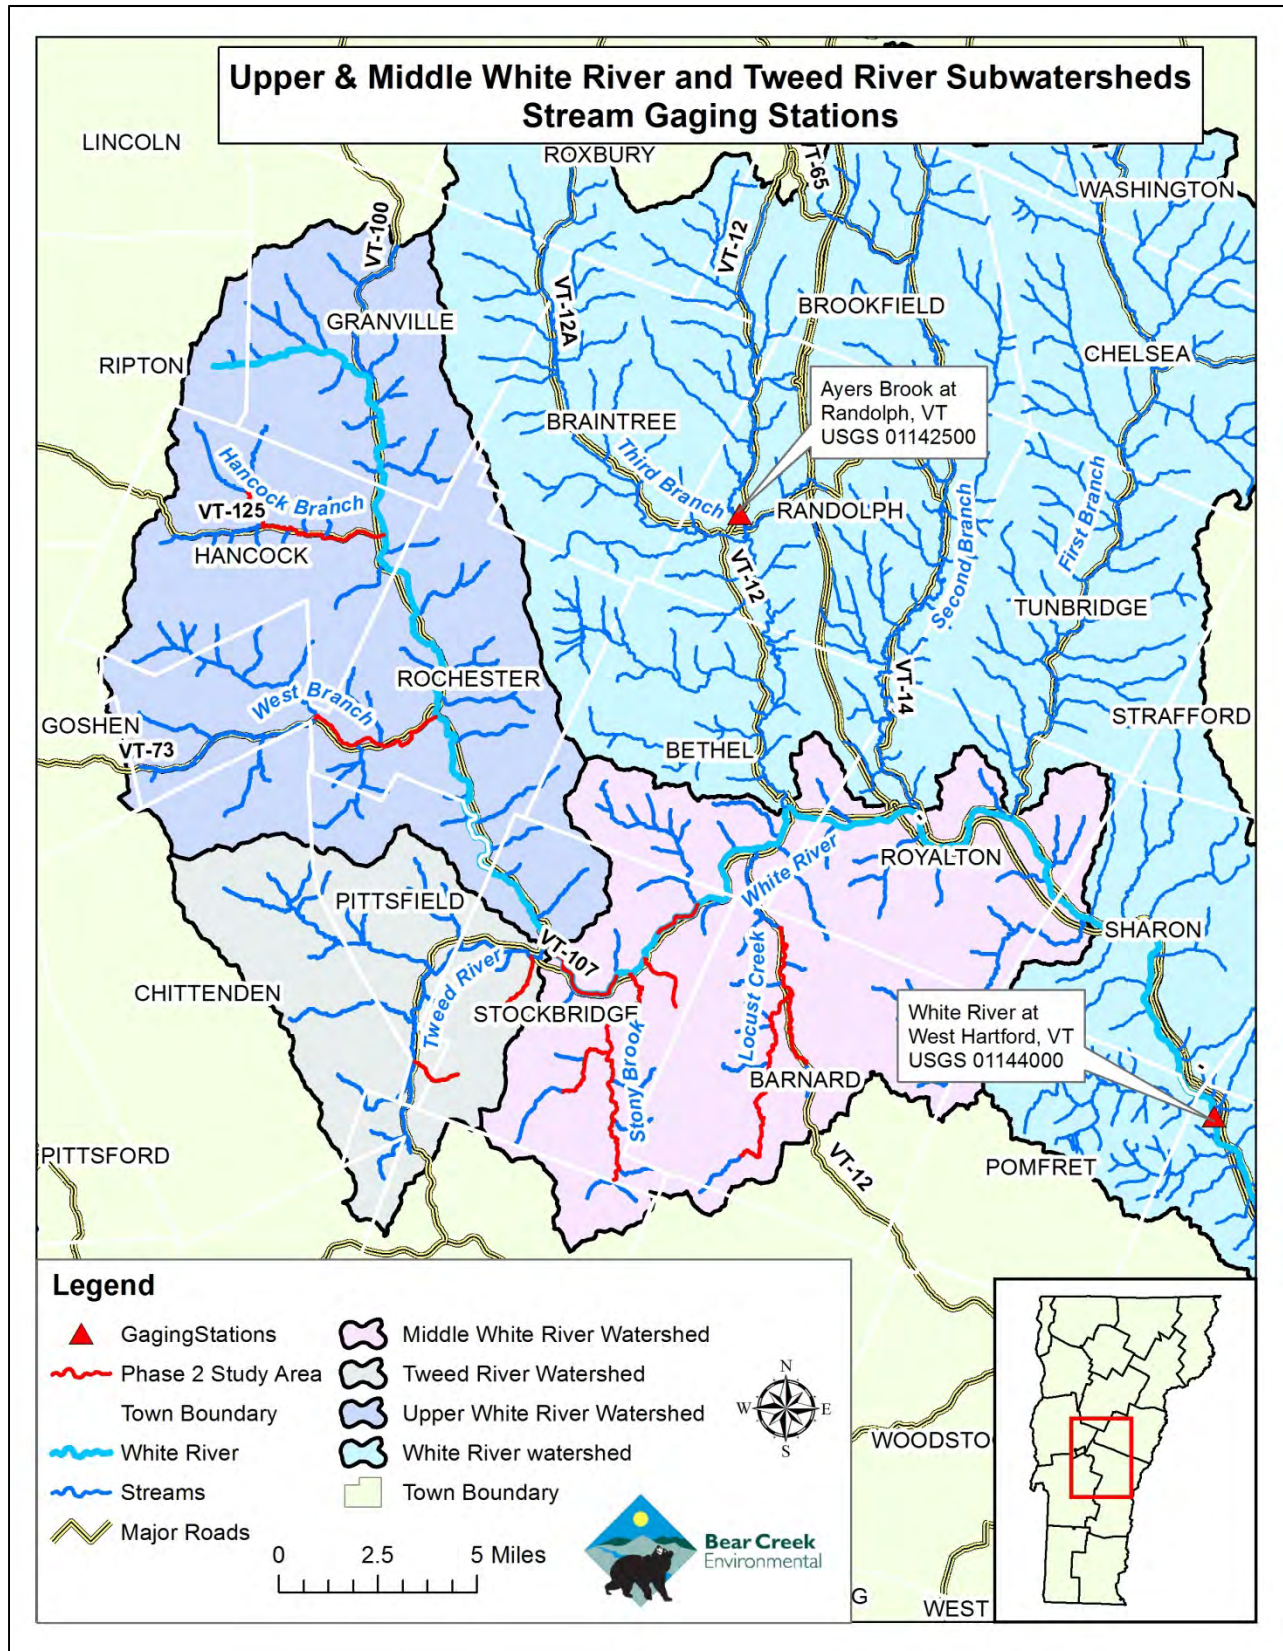 Upper & Middle White River and Tweed River Subwatersheds
Stream Gaging Stations
LINCOLN
ROXBURY
VT-65
WASHINGTON
VT-100
VT-12
GRANVILLE
VT-12A
BROOKFIELD
RIPTON
CHELSEA
Ayers Brook at
Randolph, VT
USGS 01142500
BRAINTREE
Third Branch
Hancock Branch
VT-125
RANDOLPH
HANCOCK
First Branch
Second Branch
VT-12
TUNBRIDGE
ROCHESTER
West Branch
VT-14
GOSHEN
VT-73
STRAFFORD
BETHEL
ROYALTON
White River
PITTSFIELD
SHARON
VT-107
CHITTENDEN
Tweed River
STOCKBRIDGE
Locust Creek
White River at
West Hartford, VT
USGS 01144000
Stony Brook
BARNARD
PITTSFORD
VT-12
POMFRET
Legend
GagingStations
Phase 2 Study Area
Town Boundary
White River
Streams
Major Roads
Middle White River Watershed
Tweed River Watershed
Upper White River Watershed
White River watershed
Town Boundary
N
W E
S
WOODSTO
0 2.5 5 Miles
Bear Creek
Environmental
G
WEST